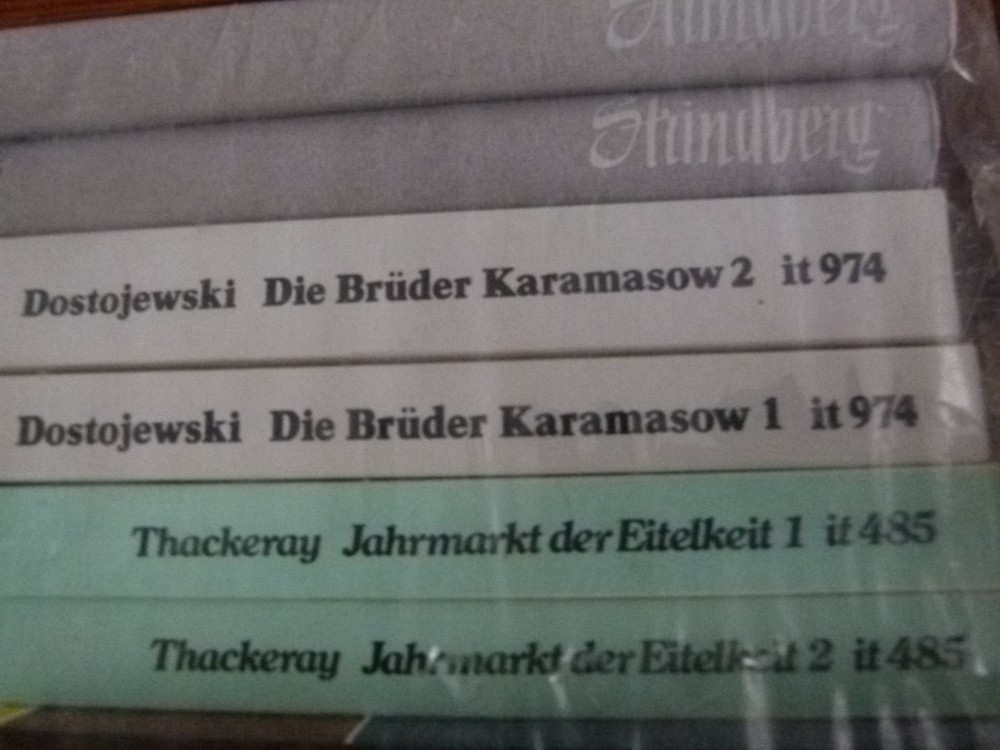 Strindberg
Strindberg
Dostojewski Die Brüder Karamasow 2 it 974
Dostojewski Die Brüder Karamasow 1 it 974
Thackeray Jahrmarkt der Eitelkeit 1 it 485
Thackeray Jahrmarkt der Eitelkeit 2 it 485